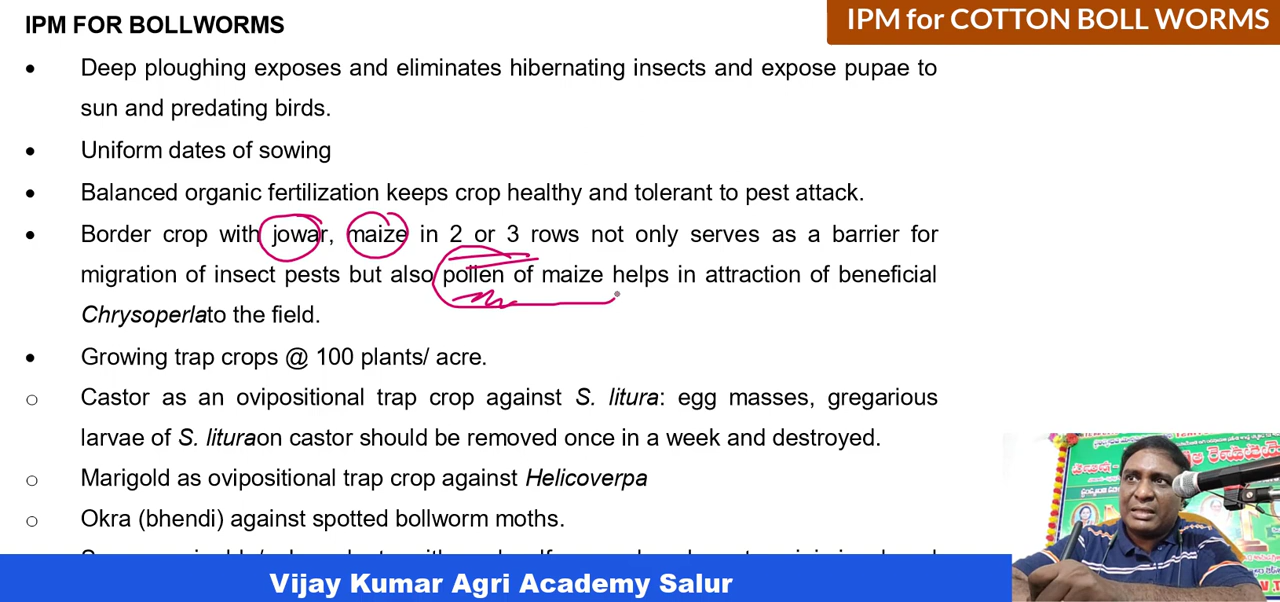 IPM FOR BOLLWORMS
IPM for COTTON BOLL WORMS
• Deep ploughing exposes and eliminates hibernating insects and expose pupae to
sun and predating birds.
• Uniform dates of sowing
• Balanced organic fertilization keeps crop healthy and tolerant to pest attack.
• Border crop with jowar, maize in 2 or 3 rows not only serves as a barrier for
migration of insect pests but also pollen of maize helps in attraction of beneficial
Chrysoperlato the field.
• Growing trap crops @ 100 plants/ acre.
○ Castor as an ovipositional trap crop against S. litura: egg masses, gregarious
larvae of S. lituraon castor should be removed once in a week and destroyed.
○ Marigold as ovipositional trap crop against Helicoverpa
○ Okra (bhendi) against spotted bollworm moths.
Vijay Kumar Agri Academy Salur